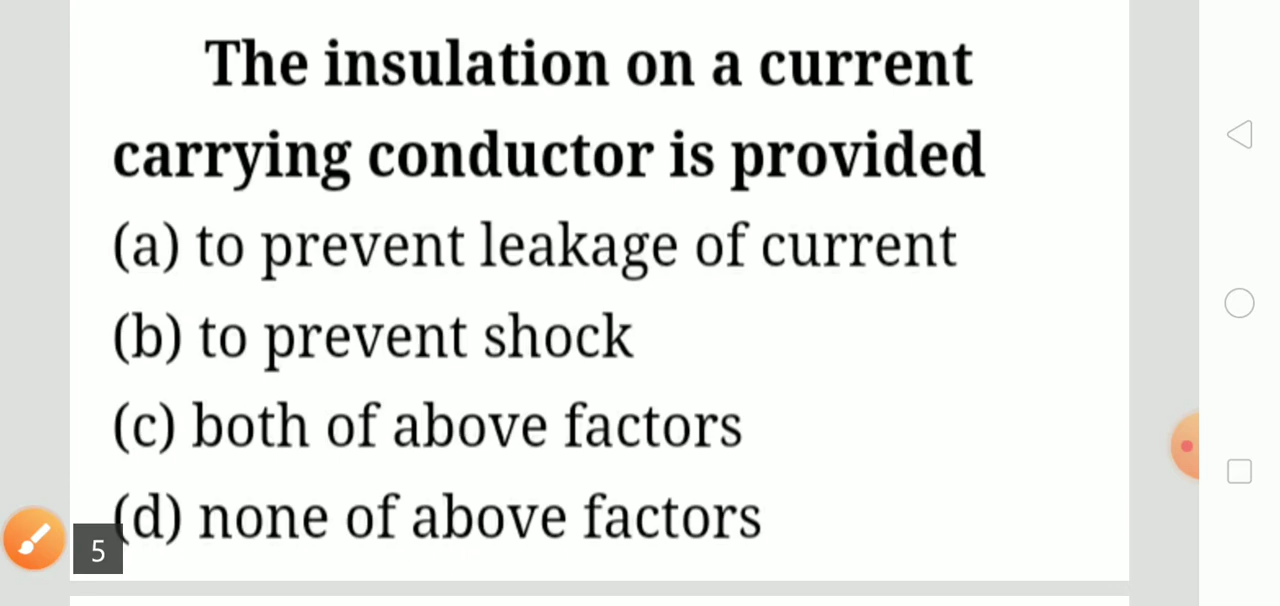 The insulation on a current
carrying conductor is provided
(a) to prevent leakage of current
(b) to prevent shock
(c) both of above factors
(d) none of above factors
5